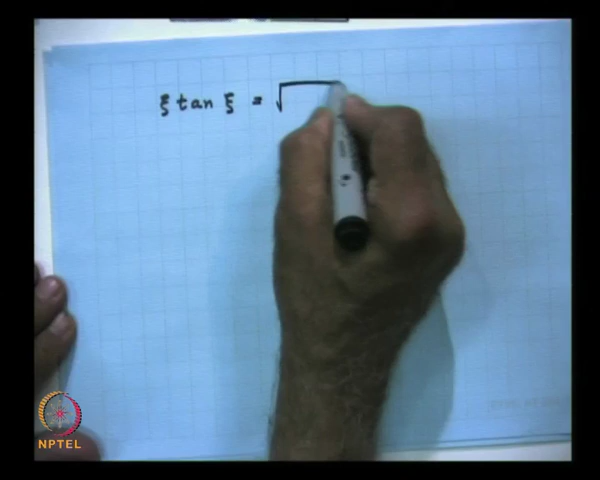 ξ tan ξ = √
NPTEL